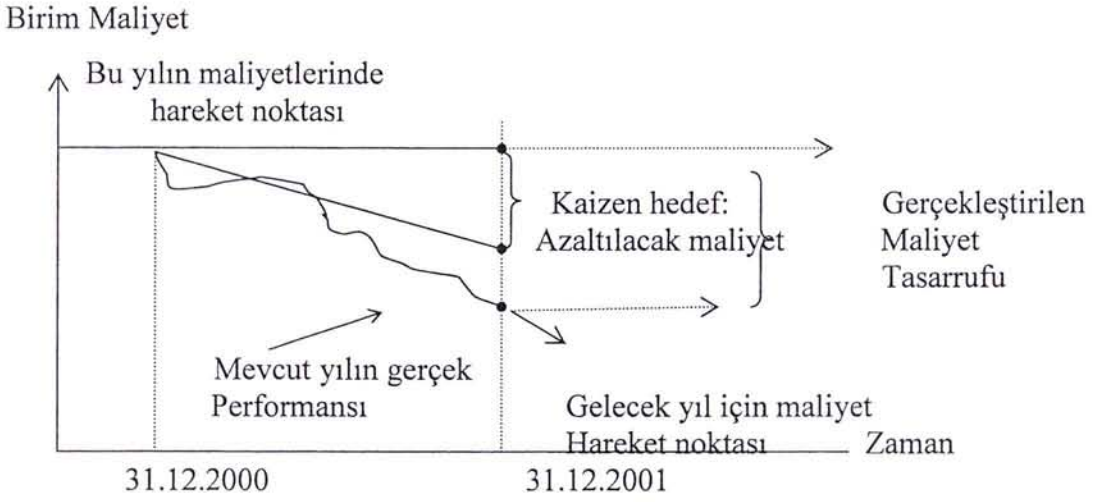 Birim Maliyet
Bu yılın maliyetlerinde
hareket noktası
Kaizen hedef:
Azaltılacak maliyet
Gerçekleştirilen
Maliyet
Tasarrufu
Mevcut yılın gerçek
Performansı
Gelecek yıl için maliyet
Hareket noktası
Zaman
31.12.2000
31.12.2001